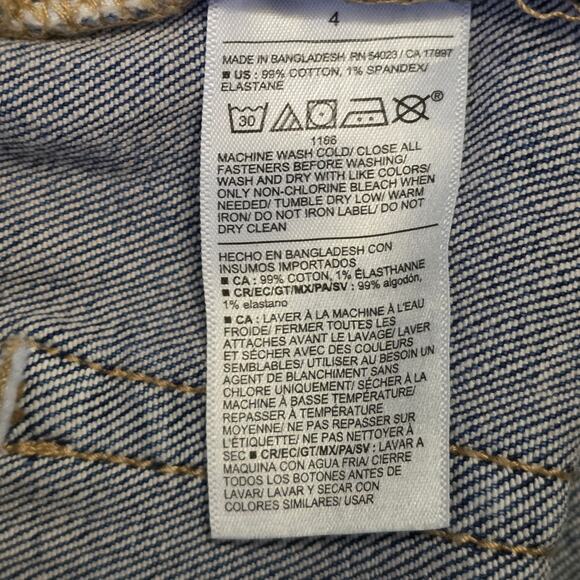 4
MADE IN BANGLADESH RN 54023 / CA 17897
■ US : 99% COTTON, 1% SPANDEX/
ELASTANE
30 ®
1166
MACHINE WASH COLD/ CLOSE ALL
FASTENERS BEFORE WASHING/
WASH AND DRY WITH LIKE COLORS/
ONLY NON-CHLORINE BLEACH WHEN
NEEDED/ TUMBLE DRY LOW/ WARM
IRON/ DO NOT IRON LABEL/ DO NOT
DRY CLEAN
HECHO EN BANGLADESH CON
INSUMOS IMPORTADOS
■ CA : 99% COTON, 1% ÉLASTHANNE
■ CR/EC/GT/MX/PA/SV : 99% algodón,
1% elastano
■ CA : LAVER À LA MACHINE À L'EAU
FROIDE/ FERMER TOUTES LES
ATTACHES AVANT LE LAVAGE/ LAVER
ET SÉCHER AVEC DES COULEURS
SEMBLABLES/ UTILISER AU BESOIN UN
AGENT DE BLANCHIMENT SANS
CHLORE UNIQUEMENT/ SÉCHER À LA
MACHINE À BASSE TEMPÉRATURE/
REPASSER À TEMPÉRATURE
MOYENNE/ NE PAS REPASSER SUR
L'ÉTIQUETTE/ NE PAS NETTOYER À
SEC ■ CR/EC/GT/MX/PA/SV : LAVAR A
MAQUINA CON AGUA FRIA/ CIERRE
TODOS LOS BOTONES ANTES DE
LAVAR/ LAVAR Y SECAR CON
COLORES SIMILARES/ USAR